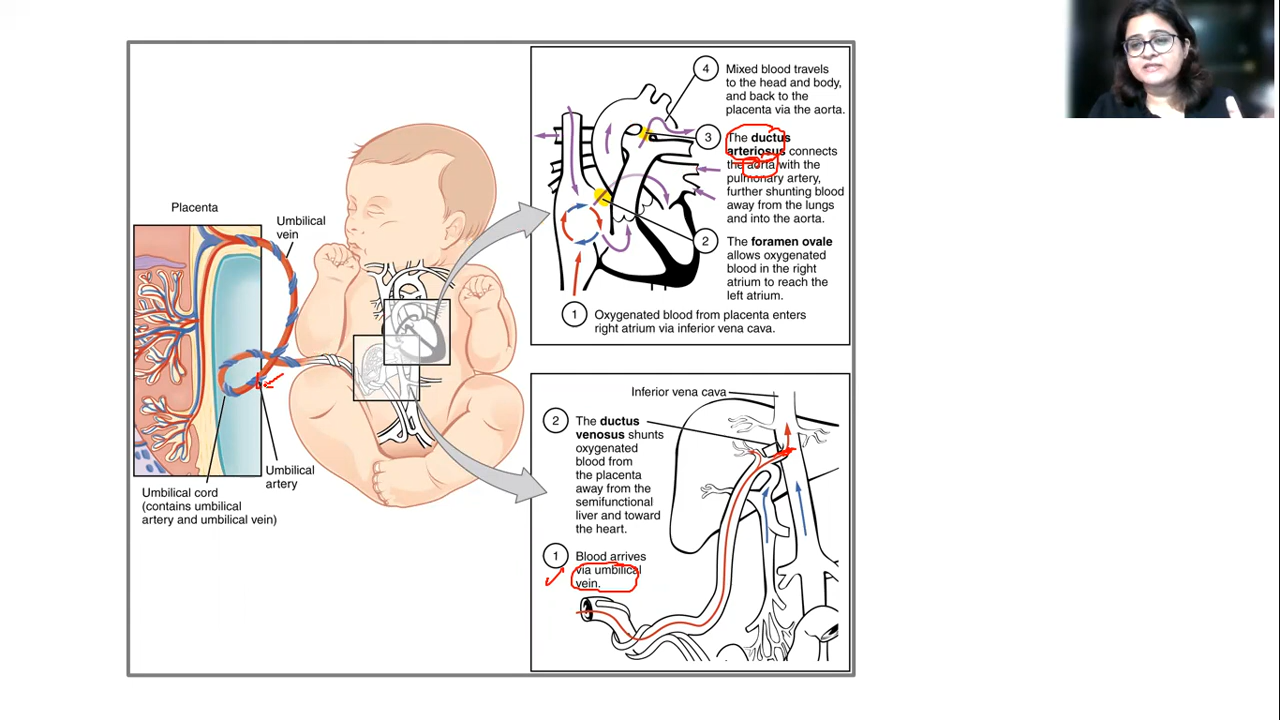 Placenta
Umbilical
vein
Umbilical
artery
Umbilical cord
(contains umbilical
artery and umbilical vein)
4
Mixed blood travels
to the head and body,
and back to the
placenta via the aorta.
3
The ductus
arteriosus connects
the aorta with the
pulmonary artery,
further shunting blood
away from the lungs
and into the aorta.
2
The foramen ovale
allows oxygenated
blood in the right
atrium to reach the
left atrium.
1
Oxygenated blood from placenta enters
right atrium via inferior vena cava.
Inferior vena cava
2
The ductus
venosus shunts
oxygenated
blood from
the placenta
away from the
semifunctional
liver and toward
the heart.
1
Blood arrives
via umbilical
vein.